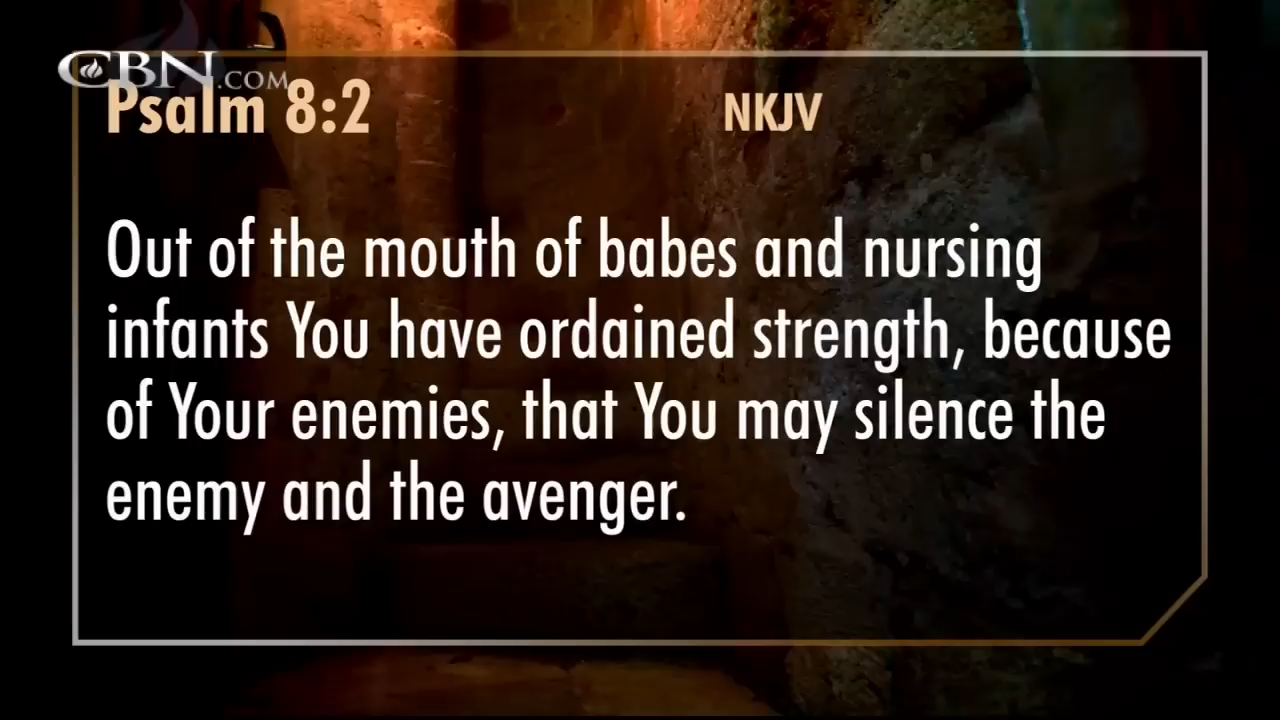 CBN.COM
Psalm 8:2 NKJV
Out of the mouth of babes and nursing
infants You have ordained strength, because
of Your enemies, that You may silence the
enemy and the avenger.